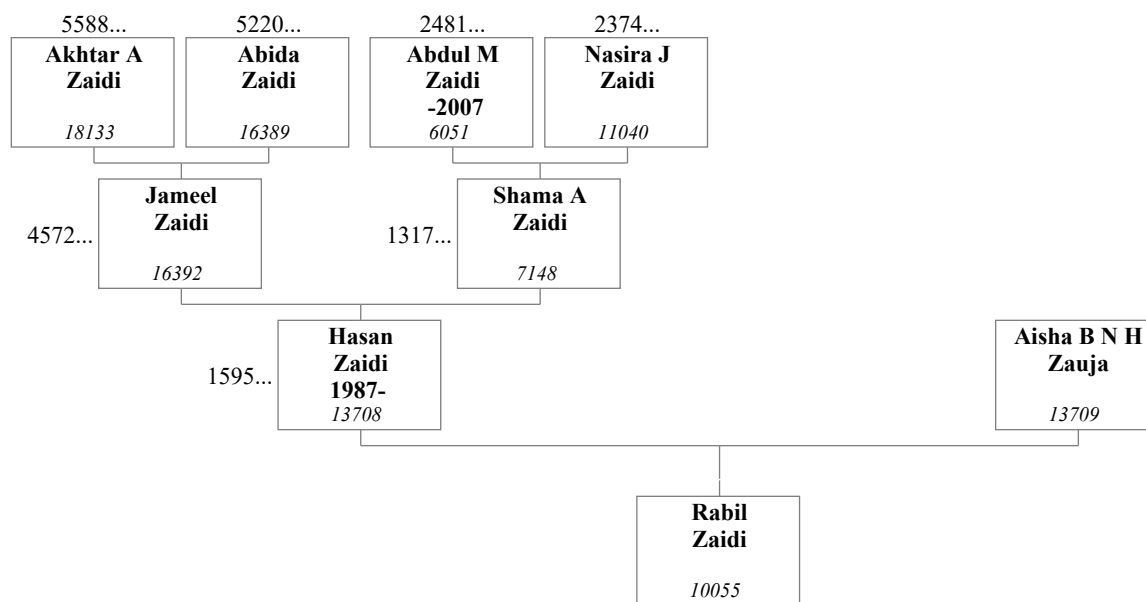 5588... 5220... 2481... 2374...
Akhtar A
Zaidi
18133
Abida
Zaidi
16389
Abdul M
Zaidi
-2007
6051
Nasira J
Zaidi
11040
4572...
Jameel
Zaidi
16392
1317...
Shama A
Zaidi
7148
1595...
Hasan
Zaidi
1987-
13708
Aisha B N H
Zauja
13709
Rabil
Zaidi
10055